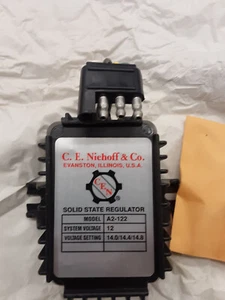 C. E. Niehoff & Co.
EVANSTON, ILLINOIS, U.S.A.
CEN
SOLID STATE REGULATOR
MODEL A2-122
SYSTEM VOLTAGE 12
VOLTAGE SETTING 14.0/14.4/14.8